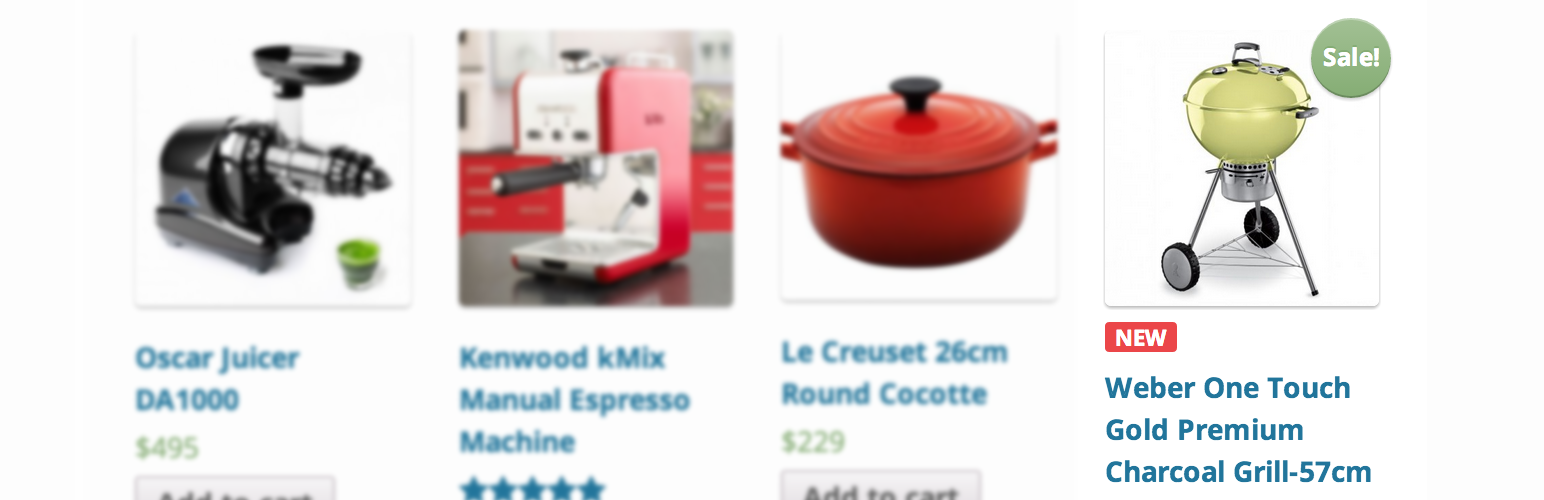 Sale!
Oscar Juicer
DA1000
$495
Add to cart
Kenwood kMix
Manual Espresso
Machine
Le Creuset 26cm
Round Cocotte
$229
Add to cart
NEW
Weber One Touch
Gold Premium
Charcoal Grill-57cm